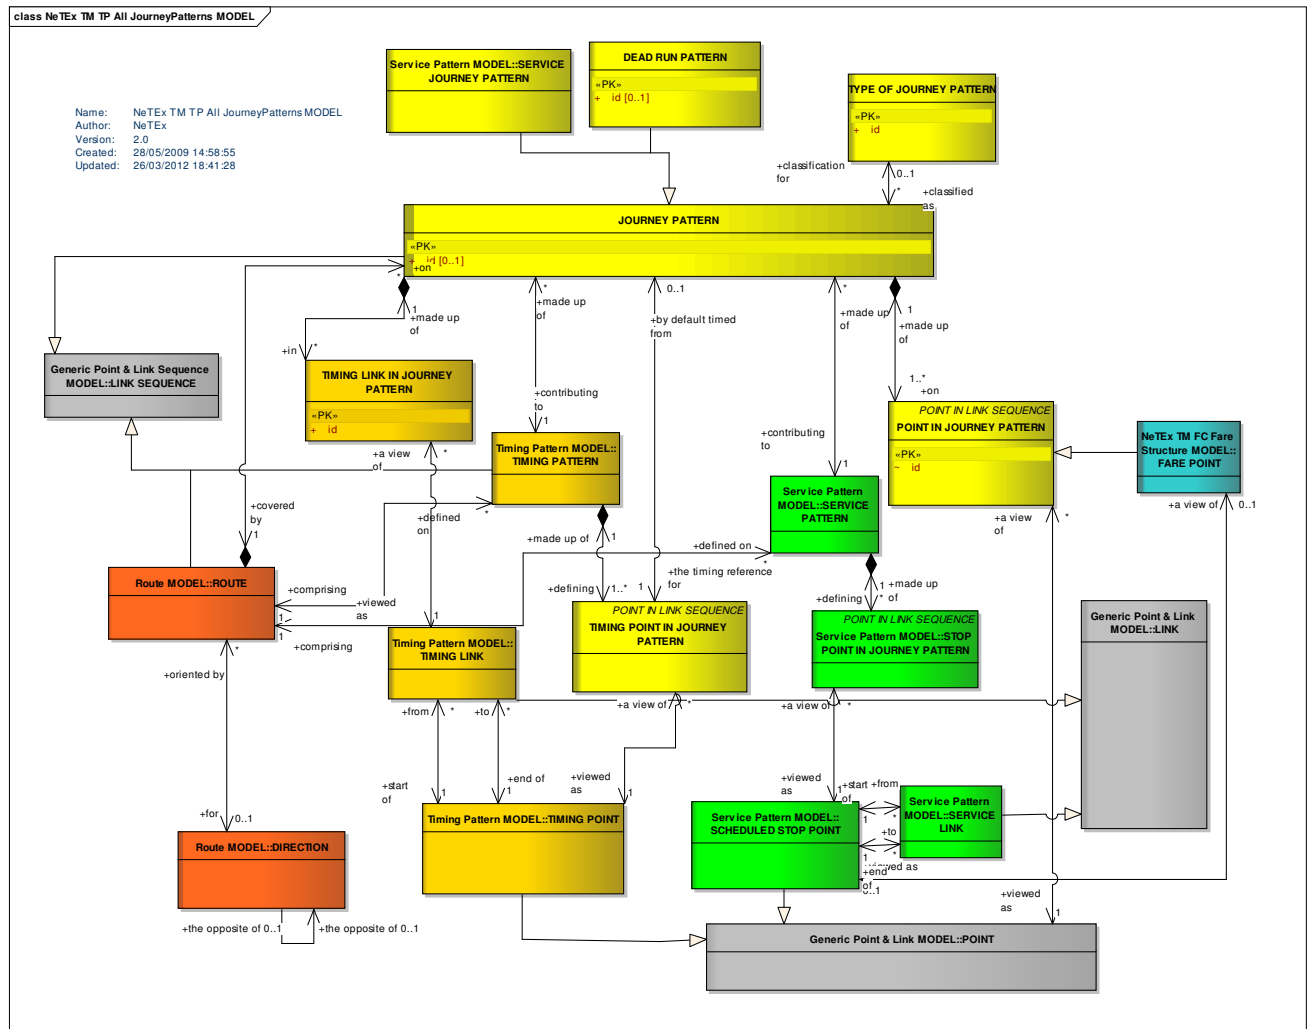 class NeTEx TM TP All JourneyPatterns MODEL
Name: NeTEx TM TP All JourneyPatterns MODEL
Author: NeTEx
Version: 2.0
Created: 28/05/2009 14:58:55
Updated: 26/03/2012 18:41:28
Service Pattern MODEL::SERVICE
JOURNEY PATTERN
DEAD RUN PATTERN
«PK»
+ id [0..1]
TYPE OF JOURNEY PATTERN
«PK»
+ id
+classification
for
0..1
*
+classified
as
JOURNEY PATTERN
«PK»
+ id [0..1]
+on
*
1
+made up
of
+in
*
*
+made up
of
0..1
+by default timed
from
*
+made up
of
1
+made up
of
1..*
+on
Generic Point & Link Sequence
MODEL::LINK SEQUENCE
TIMING LINK IN JOURNEY
PATTERN
«PK»
+ id
+contributing
to
1
+contributing
to
1
POINT IN LINK SEQUENCE
POINT IN JOURNEY PATTERN
«PK»
~ id
NeTEx TM FC Fare
Structure MODEL::
FARE POINT
+a view of
0..1
+a view
of
*
Timing Pattern MODEL::
TIMING PATTERN
+a view
of
*
Service Pattern
MODEL::SERVICE
PATTERN
+covered
by
1
+defined
on
*
+made up of
1
+defined on
*
+the timing reference
for
1
+defining
1..*
1
+made up
of
+defining
*
Route MODEL::ROUTE
+comprising
1
+viewed
as
1
+comprising
1
POINT IN LINK SEQUENCE
TIMING POINT IN JOURNEY
PATTERN
POINT IN LINK SEQUENCE
Service Pattern MODEL::STOP
POINT IN JOURNEY PATTERN
Generic Point & Link
MODEL::LINK
Timing Pattern MODEL::
TIMING LINK
*
+oriented by
+from
*
+to
*
+a view of
*
+a view of
*
+start
of
1
+end of
1
+viewed
as
1
+viewed
as
1
+start
of
+from
1
*
+to
*
1
+end
of
+viewed as
0..1
+for
0..1
Timing Pattern MODEL::TIMING POINT
Service Pattern MODEL::
SCHEDULED STOP POINT
Service Pattern
MODEL::SERVICE
LINK
Route MODEL::DIRECTION
+the opposite of 0..1
+the opposite of 0..1
+viewed
as
1
Generic Point & Link MODEL::POINT